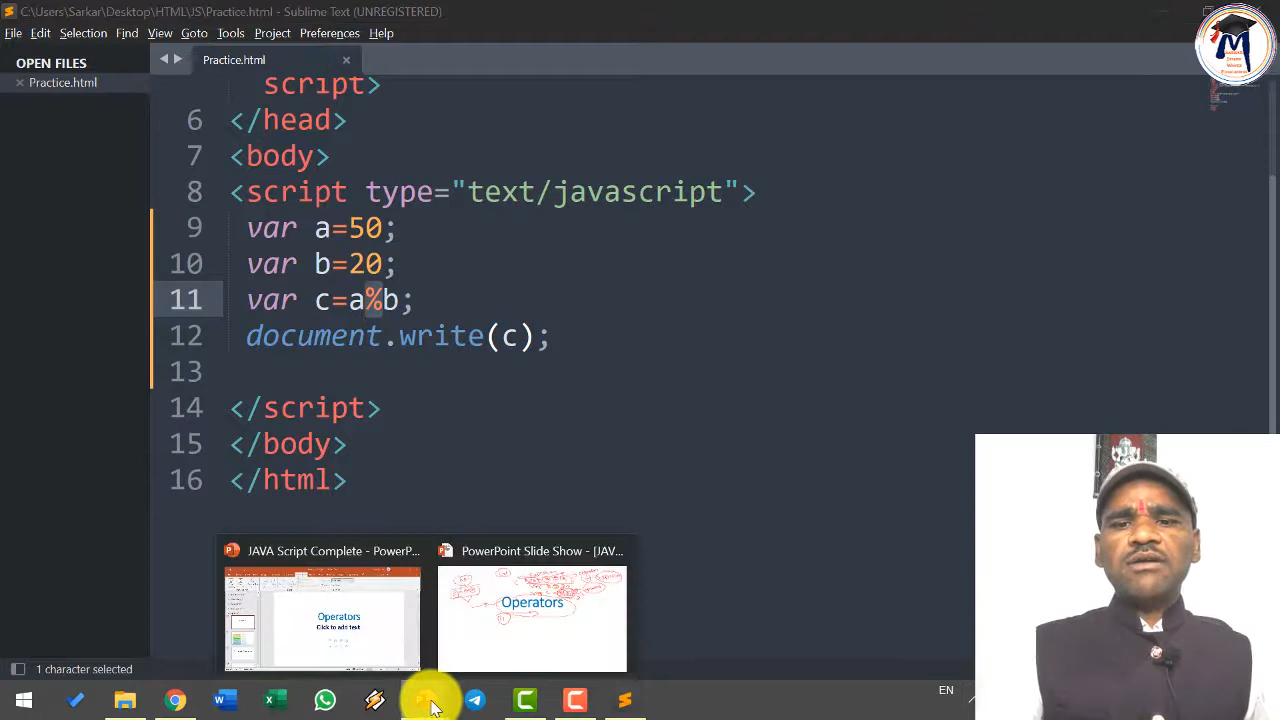 C:\Users\Sarkar\Desktop\HTML\JS\Practice.html - Sublime Text (UNREGISTERED)
File Edit Selection Find View Goto Tools Project Preferences Help
OPEN FILES
Practice.html
Practice.html
script>
6 </head>
7 <body>
8 <script type="text/javascript">
9 var a=50;
10 var b=20;
11 var c=a%b;
12 document.write(c);
13
14 </script>
15 </body>
16 </html>
JAVA Script Complete - PowerP...
PowerPoint Slide Show - [JAV...
Operators
Click to add text
Operators
1 character selected
EN